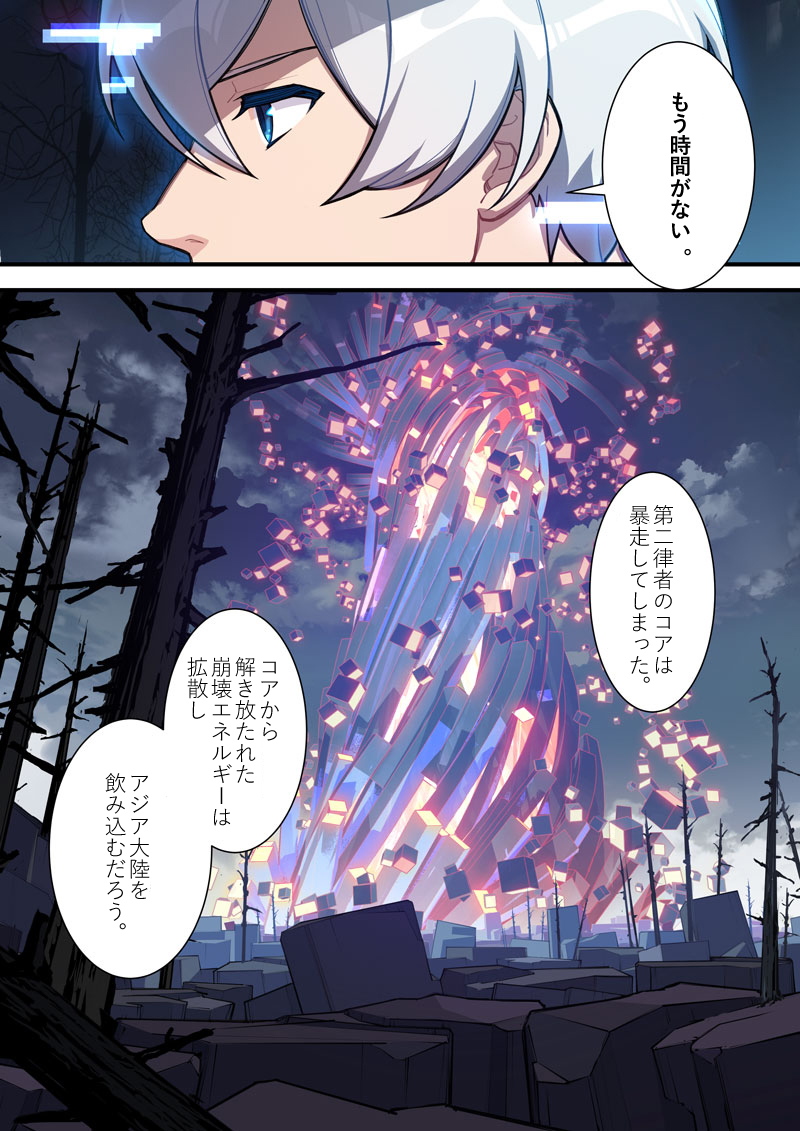 もう時間がない。
第二律者のコアは
暴走してしまった。
コアから
解き放たれた
崩壊エネルギーは
拡散し
アジア大陸を
飲み込むだろう。